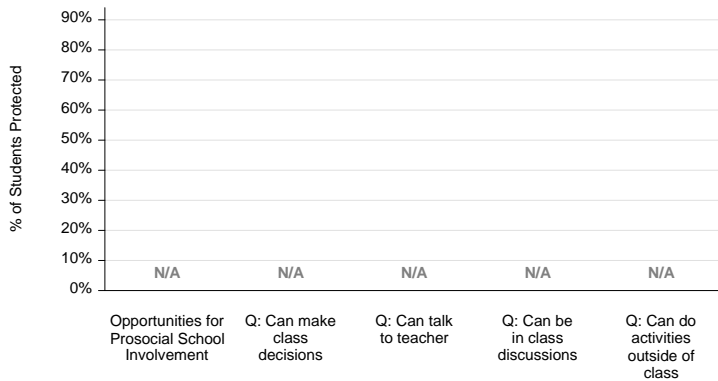 % of Students Protected
90%
80%
70%
60%
50%
40%
30%
20%
10%
0%
N/A N/A N/A N/A N/A
Opportunities for
Prosocial School
Involvement
Q: Can make
class
decisions
Q: Can talk
to teacher
Q: Can be
in class
discussions
Q: Can do
activities
outside of
class